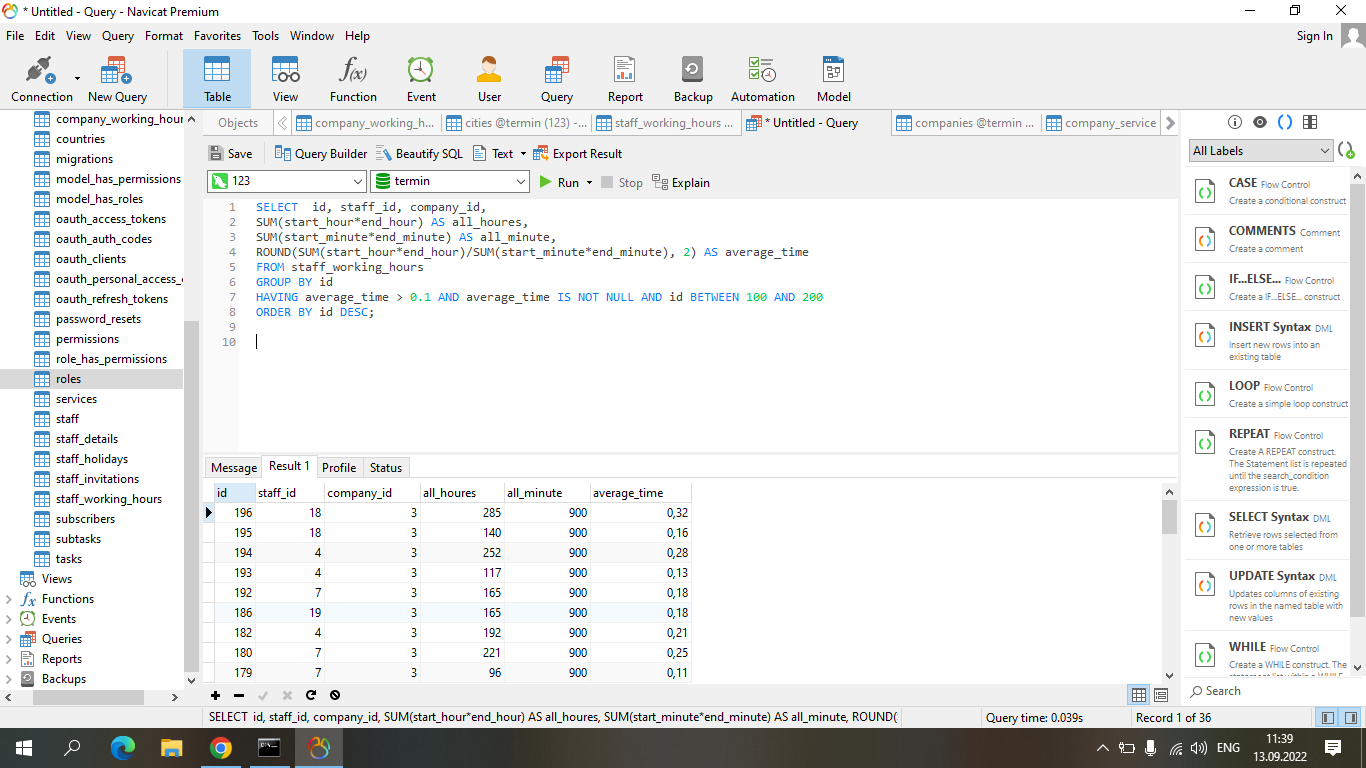 * Untitled - Query - Navicat Premium
File Edit View Query Format Favorites Tools Window Help
Sign In
Connection New Query Table View Function Event User Query Report Backup Automation Model
f(x)
Objects company_working_h... cities @termin (123) -... staff_working_hours ... * Untitled - Query companies @termin ... company_service
Save Query Builder Beautify SQL Text Export Result
123 termin Run Stop Explain
company_working_hour
countries
migrations
model_has_permissions
model_has_roles
oauth_access_tokens
oauth_auth_codes
oauth_clients
oauth_personal_access_
oauth_refresh_tokens
password_resets
permissions
role_has_permissions
roles
services
staff
staff_details
staff_holidays
staff_invitations
staff_working_hours
subscribers
subtasks
tasks
Views
fx Functions
Events
Queries
Reports
Backups
1 SELECT  id, staff_id, company_id,
2 SUM(start_hour*end_hour) AS all_houres,
3 SUM(start_minute*end_minute) AS all_minute,
4 ROUND(SUM(start_hour*end_hour)/SUM(start_minute*end_minute), 2) AS average_time
5 FROM staff_working_hours
6 GROUP BY id
7 HAVING average_time > 0.1 AND average_time IS NOT NULL AND id BETWEEN 100 AND 200
8 ORDER BY id DESC;
9
10
Message Result 1 Profile Status
id staff_id company_id all_houres all_minute average_time
196 18 3 285 900 0,32
195 18 3 140 900 0,16
194 4 3 252 900 0,28
193 4 3 117 900 0,13
192 7 3 165 900 0,18
186 19 3 165 900 0,18
182 4 3 192 900 0,21
180 7 3 221 900 0,25
179 7 3 96 900 0,11
All Labels
CASE Flow Control
Create a conditional construct
COMMENTS Comment
Create a comment
IF...ELSE... Flow Control
Create a IF...ELSE... construct
INSERT Syntax DML
Insert new rows into an
existing table
LOOP Flow Control
Create a simple loop construct
REPEAT Flow Control
Create A REPEAT construct.
The Statement list is repeated
until the search_condition
expression is true.
SELECT Syntax DML
Retrieve rows selected from
one or more tables
UPDATE Syntax DML
Updates columns of existing
rows in the named table with
new values
WHILE Flow Control
Create a WHILE construct. The
statement list within a WHILE
Search
SELECT  id, staff_id, company_id, SUM(start_hour*end_hour) AS all_houres, SUM(start_minute*end_minute) AS all_minute, ROUND(
Query time: 0.039s
Record 1 of 36
ENG
11:39
13.09.2022